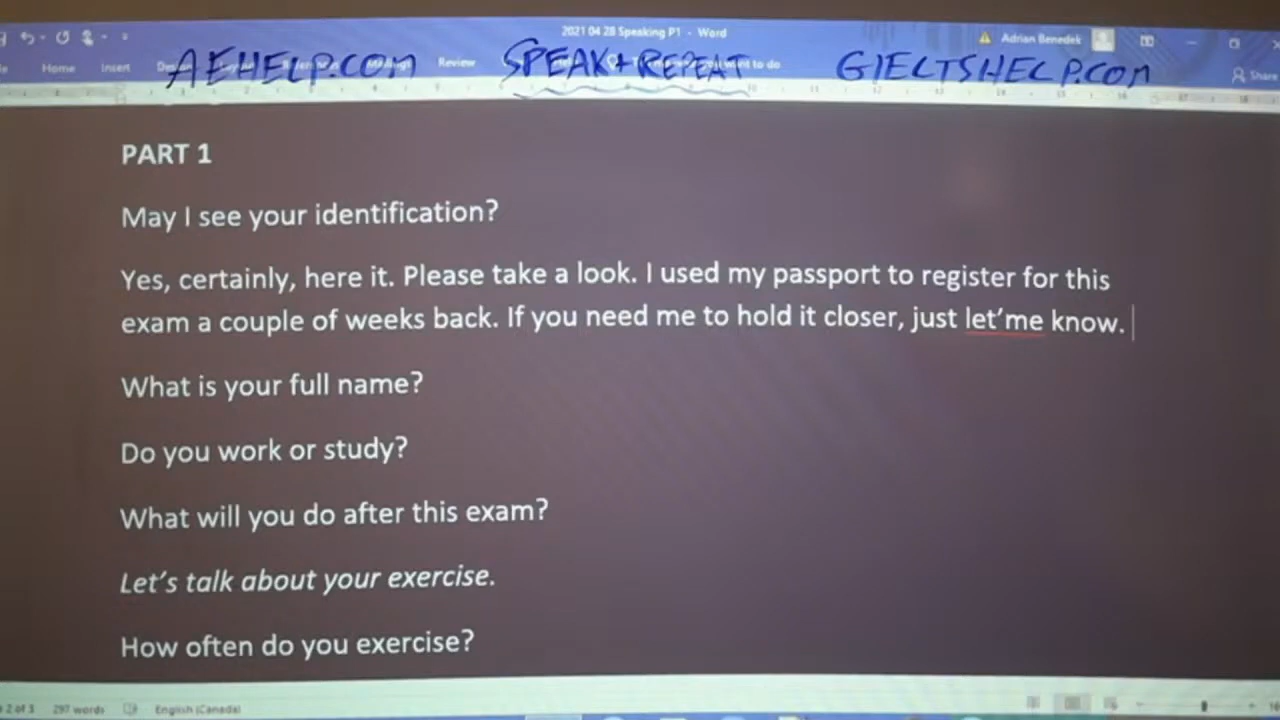 2021 04 28 Speaking P1 - Word
Adrian Benedek
Home Insert Review
to do
Share
AEHELP.COM SPEAK+REPEAT GIELTSHELP.COM
PART 1
May I see your identification?
Yes, certainly, here it. Please take a look. I used my passport to register for this
exam a couple of weeks back. If you need me to hold it closer, just let'me know.
What is your full name?
Do you work or study?
What will you do after this exam?
Let's talk about your exercise.
How often do you exercise?
2 of 3 297 words English (Canada)